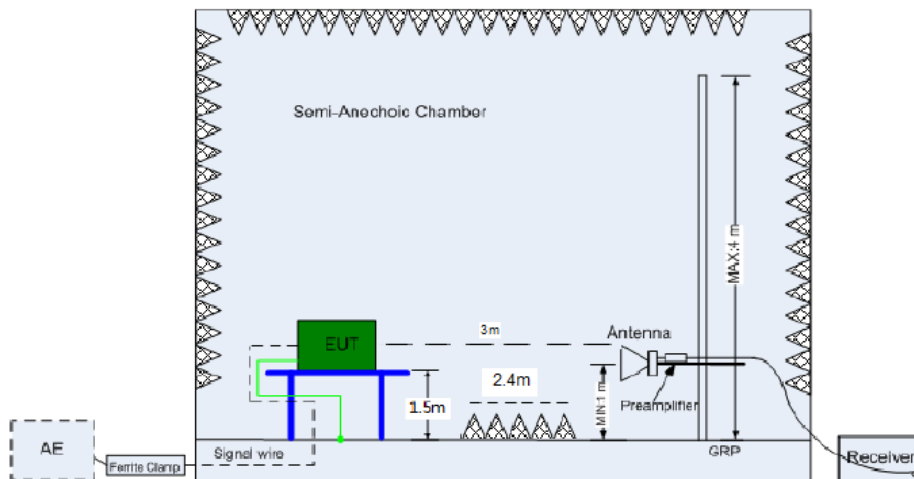 Semi-Anechoic Chamber
MAX:4 m
3m
Antenna
EUT
2.4m
MIN:1 m
1.5m
Preamplifier
AE
Ferrite Clamp
Signal wire
GRP
Receiver